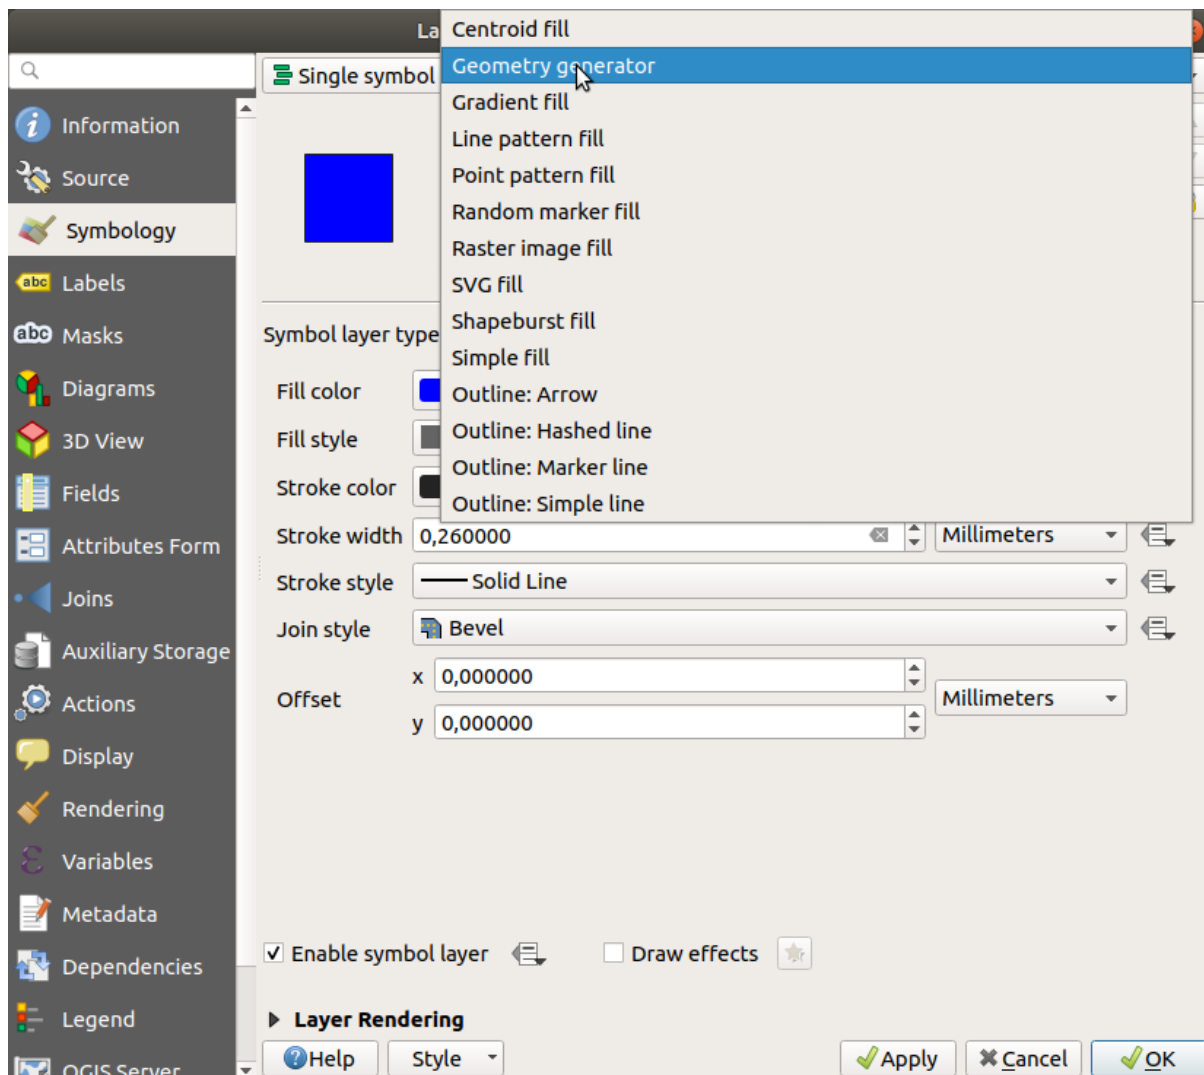 La
Centroid fill
Geometry generator
Gradient fill
Line pattern fill
Point pattern fill
Random marker fill
Raster image fill
SVG fill
Shapeburst fill
Simple fill
Outline: Arrow
Outline: Hashed line
Outline: Marker line
Outline: Simple line
Single symbol
Information
Source
Symbology
abc Labels
abc Masks
Diagrams
3D View
Fields
Attributes Form
Joins
Auxiliary Storage
Actions
Display
Rendering
Variables
Metadata
Dependencies
Legend
QGIS Server
Symbol layer type
Fill color
Fill style
Stroke color
Stroke width 0,260000 Millimeters
Stroke style Solid Line
Join style Bevel
Offset x 0,000000 Millimeters
y 0,000000
Enable symbol layer Draw effects
Layer Rendering
Help Style Apply Cancel OK